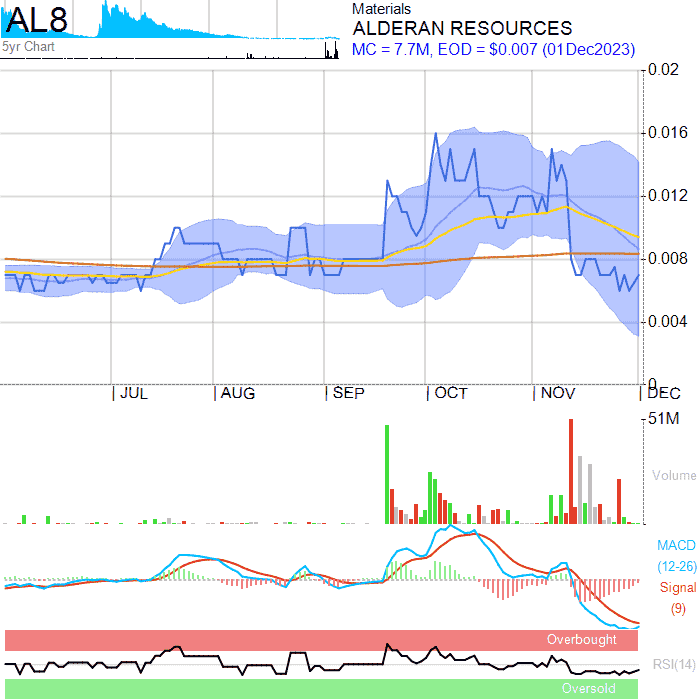 AL8
5yr Chart
Materials
ALDERAN RESOURCES
MC = 7.7M, EOD = $0.007 (01Dec2023)
0.02
0.016
0.012
0.008
0.004
0
JUL AUG SEP OCT NOV DEC
51M
Volume
MACD
(12-26)
Signal
(9)
Overbought
RSI(14)
Oversold